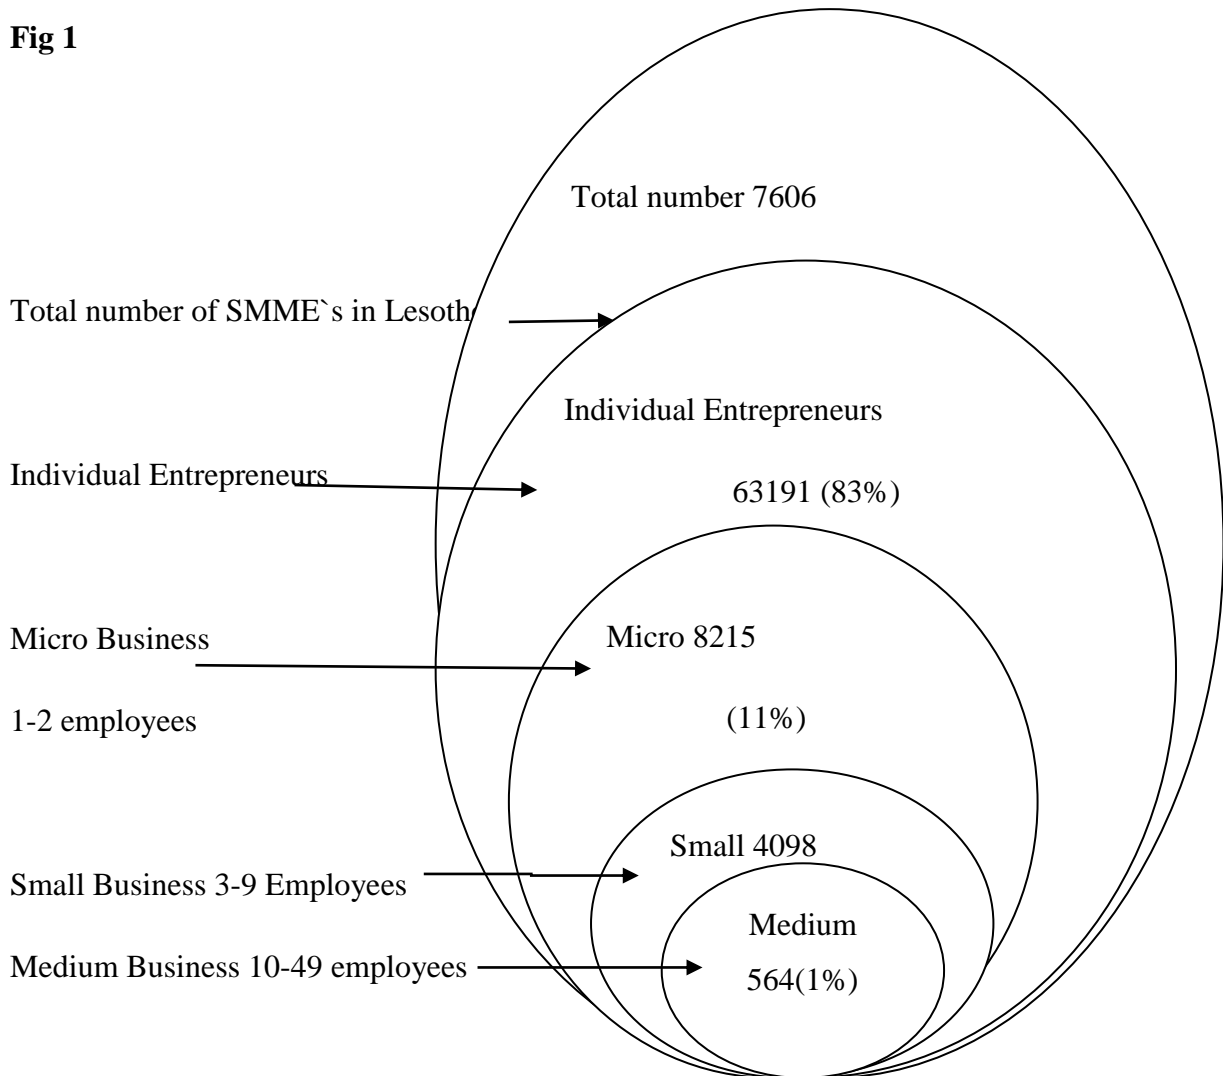 Fig 1
Total number 7606
Total number of SMME`s in Lesoth
Individual Entrepreneurs
Individual Entrepreneurs
63191 (83%)
Micro Business
Micro 8215
1-2 employees
(11%)
Small 4098
Small Business 3-9 Employees
Medium
Medium Business 10-49 employees
564(1%)